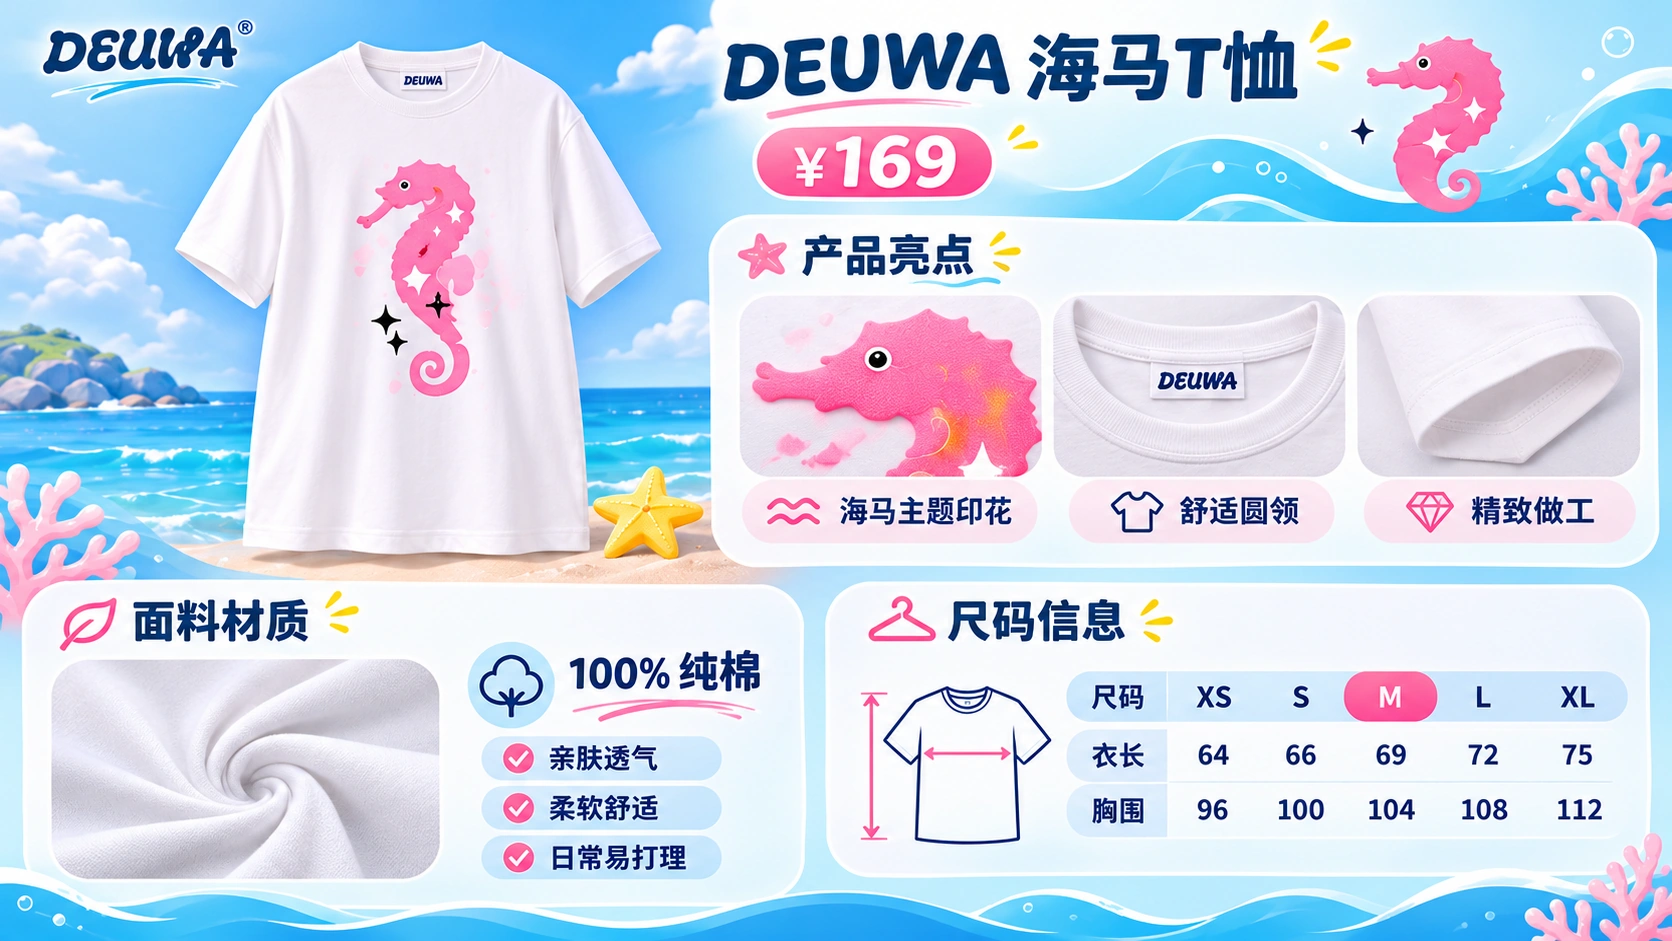 DEUWA®
DEUWA
DEUWA 海马T恤
¥169
产品亮点
DEUWA
海马主题印花
舒适圆领
精致做工
面料材质
100% 纯棉
亲肤透气
柔软舒适
日常易打理
尺码信息
尺码 XS S M L XL
衣长 64 66 69 72 75
胸围 96 100 104 108 112